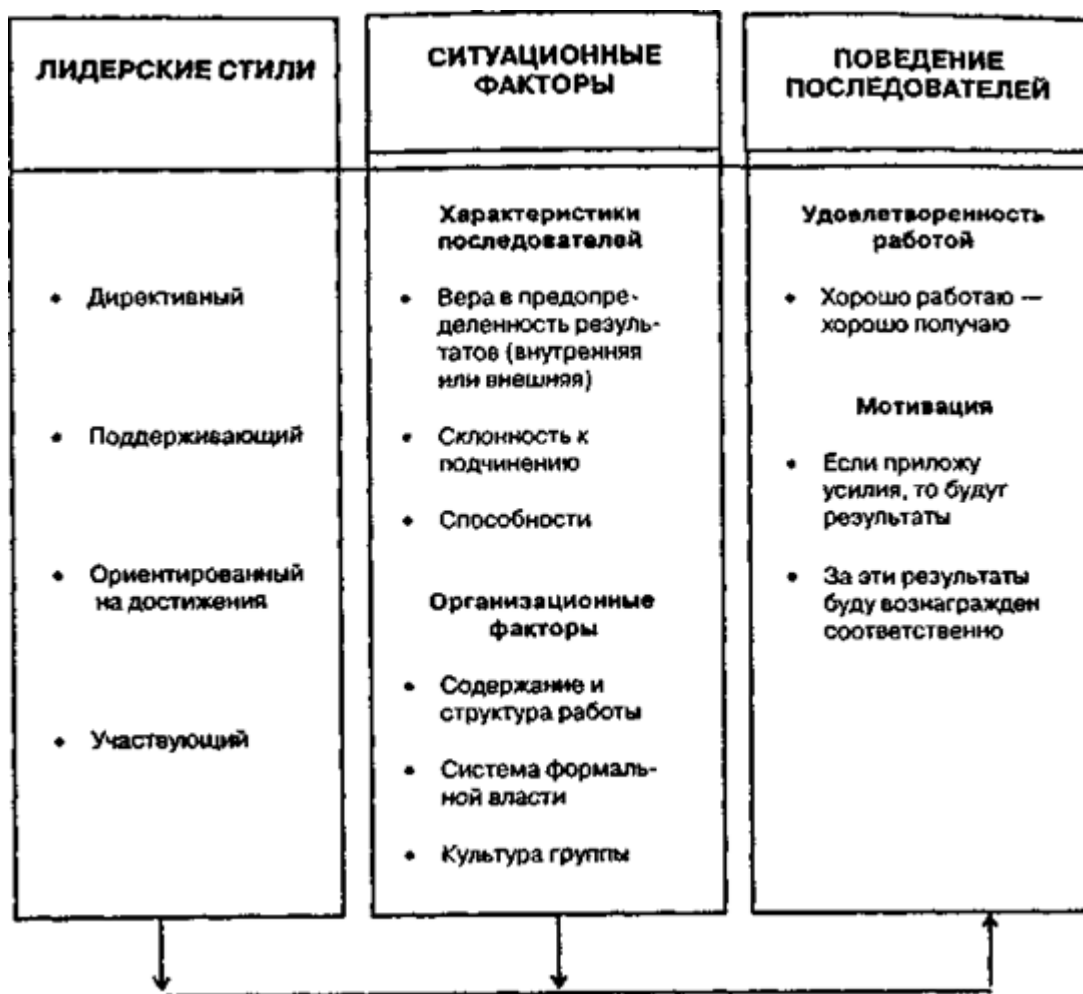 ЛИДЕРСКИЕ СТИЛИ
• Директивный
• Поддерживающий
• Ориентированный
на достижения
• Участвующий
СИТУАЦИОННЫЕ
ФАКТОРЫ
Характеристики
последователей
• Вера в предопре-
деленность резуль-
татов (внутренняя
или внешняя)
• Склонность к
подчинению
• Способности
Организационные
факторы
• Содержание и
структура работы
• Система формаль-
ной власти
• Культура группы
ПОВЕДЕНИЕ
ПОСЛЕДОВАТЕЛЕЙ
Удовлетворенность
работой
• Хорошо работаю —
хорошо получаю
Мотивация
• Если приложу
усилия, то будут
результаты
• За эти результаты
буду вознагражден
соответственно